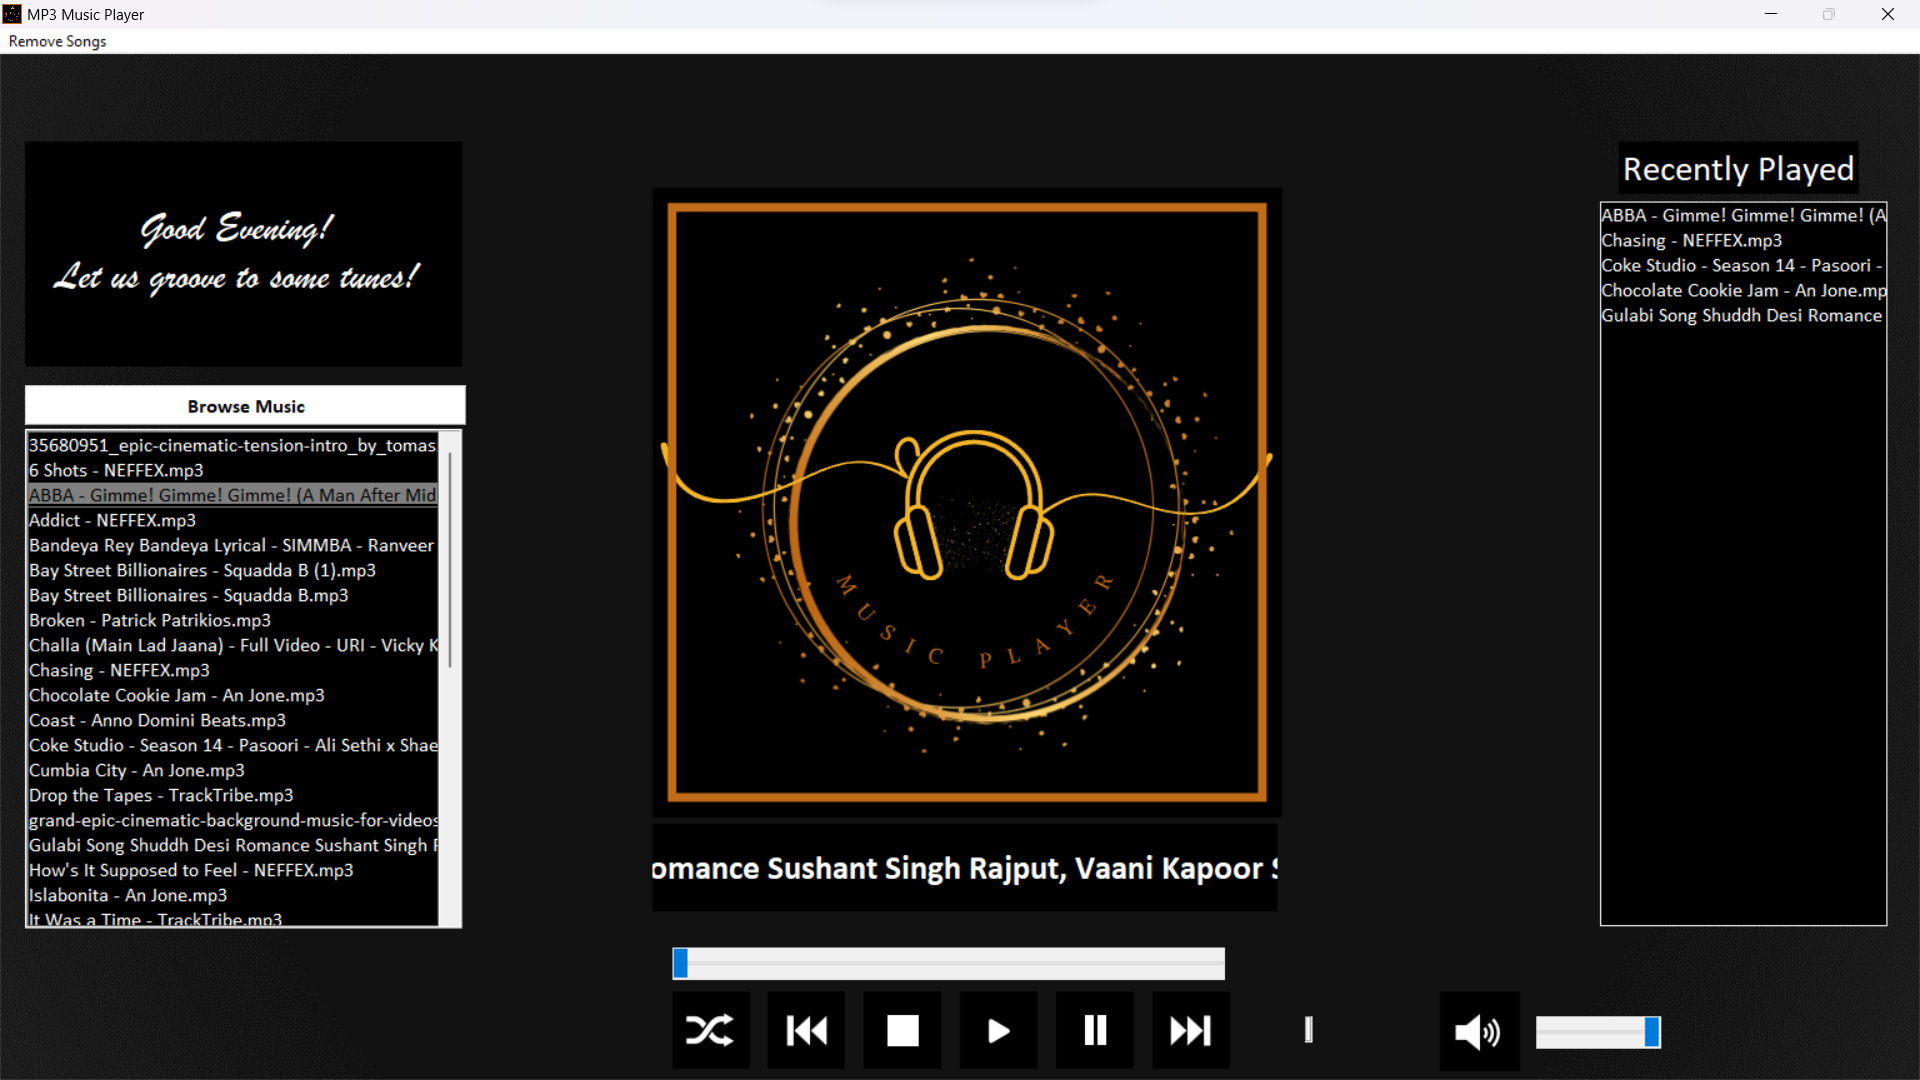 MP3 Music Player
Remove Songs
Good Evening!
Let us groove to some tunes!
Browse Music
35680951_epic-cinematic-tension-intro_by_tomas
6 Shots - NEFFEX.mp3
ABBA - Gimme! Gimme! Gimme! (A Man After Mid
Addict - NEFFEX.mp3
Bandeya Rey Bandeya Lyrical - SIMMBA - Ranveer
Bay Street Billionaires - Squadda B (1).mp3
Bay Street Billionaires - Squadda B.mp3
Broken - Patrick Patrikios.mp3
Challa (Main Lad Jaana) - Full Video - URI - Vicky K
Chasing - NEFFEX.mp3
Chocolate Cookie Jam - An Jone.mp3
Coast - Anno Domini Beats.mp3
Coke Studio - Season 14 - Pasoori - Ali Sethi x Shae
Cumbia City - An Jone.mp3
Drop the Tapes - TrackTribe.mp3
grand-epic-cinematic-background-music-for-videos
Gulabi Song Shuddh Desi Romance Sushant Singh R
How's It Supposed to Feel - NEFFEX.mp3
Islabonita - An Jone.mp3
It Was a Time - TrackTribe.mp3
MUSIC PLAYER
omance Sushant Singh Rajput, Vaani Kapoor S
Recently Played
ABBA - Gimme! Gimme! Gimme! (A
Chasing - NEFFEX.mp3
Coke Studio - Season 14 - Pasoori -
Chocolate Cookie Jam - An Jone.mp
Gulabi Song Shuddh Desi Romance